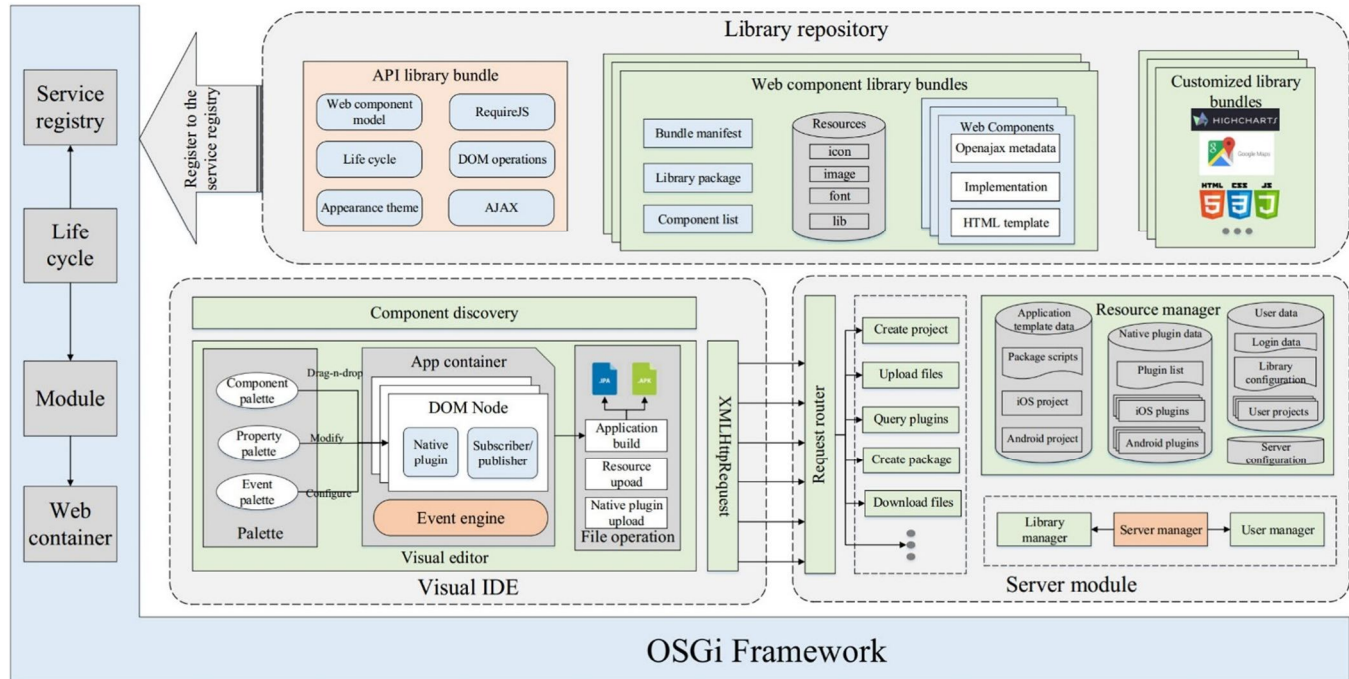 Library repository
Service
registry
Life
cycle
Module
Web
container
Register to the
service registry
API library bundle
Web component
model
RequireJS
Life cycle
DOM operations
Appearance theme
AJAX
Web component library bundles
Bundle manifest
Library package
Component list
Resources
icon
image
font
lib
Web Components
Openajax metadata
Implementation
HTML template
Customized library
bundles
HIGHCHARTS
Google Maps
HTML CSS JS
5 3 J
Component discovery
Component
palette
Property
palette
Event
palette
Palette
Drag-n-drop
Modify
Configure
App container
DOM Node
Native
plugin
Subscriber/
publisher
Event engine
.IPA
.APK
Application
build
Resource
upoad
Native plugin
upload
File operation
Visual editor
Visual IDE
XMLHttpRequest
Request router
Create project
Upload files
Query plugins
Create package
Download files
Resource manager
Application
template data
Package scripts
iOS project
Android project
Native plugin data
Plugin list
iOS plugins
Android plugins
User data
Login data
Library
configuration
User projects
Server
configuration
Library
manager
Server manager
User manager
Server module
OSGi Framework